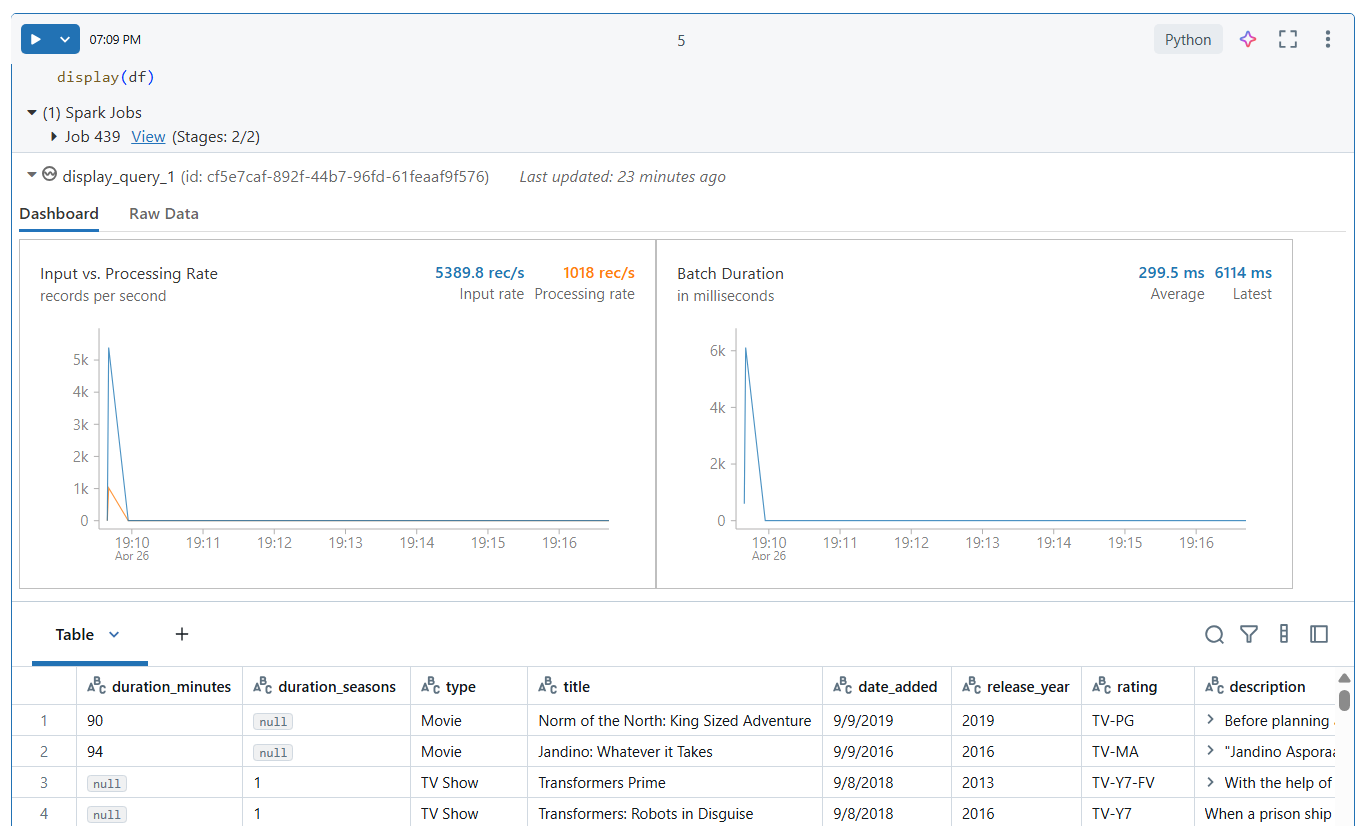 07:09 PM
5
Python
display(df)
(1) Spark Jobs
Job 439 View (Stages: 2/2)
display_query_1 (id: cf5e7caf-892f-44b7-96fd-61feaaf9f576) Last updated: 23 minutes ago
Dashboard Raw Data
Input vs. Processing Rate
records per second
5389.8 rec/s 1018 rec/s
Input rate Processing rate
5k
4k
3k
2k
1k
0
19:10 19:11 19:12 19:13 19:14 19:15 19:16
Apr 26
Batch Duration
in milliseconds
299.5 ms 6114 ms
Average Latest
6k
4k
2k
0
19:10 19:11 19:12 19:13 19:14 19:15 19:16
Apr 26
Table +
ABC duration_minutes ABC duration_seasons ABC type ABC title ABC date_added ABC release_year ABC rating ABC description
1 90 null Movie Norm of the North: King Sized Adventure 9/9/2019 2019 TV-PG Before planning
2 94 null Movie Jandino: Whatever it Takes 9/9/2016 2016 TV-MA "Jandino Asporaa
3 null 1 TV Show Transformers Prime 9/8/2018 2013 TV-Y7-FV With the help of
4 null 1 TV Show Transformers: Robots in Disguise 9/8/2018 2016 TV-Y7 When a prison ship